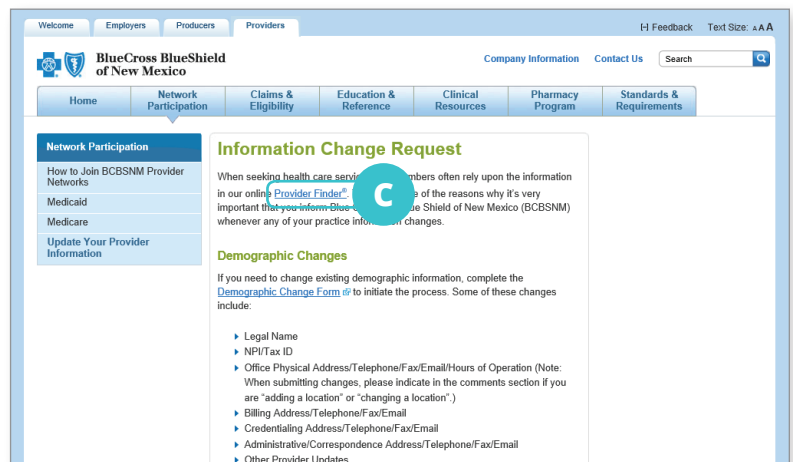 Welcome Employers Producers Providers
[-] Feedback Text Size: A A A
BlueCross BlueShield
of New Mexico
Company Information Contact Us Search
Home
Network
Participation
Claims &
Eligibility
Education &
Reference
Clinical
Resources
Pharmacy
Program
Standards &
Requirements
Network Participation
How to Join BCBSNM Provider
Networks
Medicaid
Medicare
Update Your Provider
Information
Information Change Request
When seeking health care mbers often rely upon the information
in our online Provider Finder®. C e of the reasons why it's very
important that you inform Blue ue Shield of New Mexico (BCBSNM)
whenever any of your practice changes.
Demographic Changes
If you need to change existing demographic information, complete the
Demographic Change Form to initiate the process. Some of these changes
include:
Legal Name
NPI/Tax ID
Office Physical Address/Telephone/Fax/Email/Hours of Operation (Note:
When submitting changes, please indicate in the comments section if you
are "adding a location" or "changing a location".)
Billing Address/Telephone/Fax/Email
Credentialing Address/Telephone/Fax/Email
Administrative/Correspondence Address/Telephone/Fax/Email
Other Provider Updates